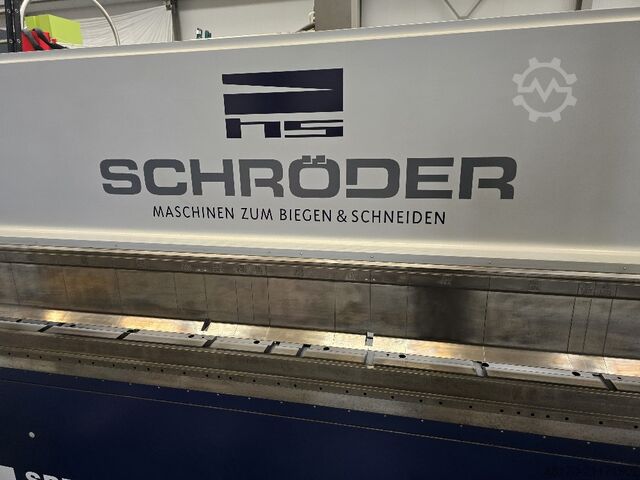 hs
SCHRÖDER
MASCHINEN ZUM BIEGEN & SCHNEIDEN